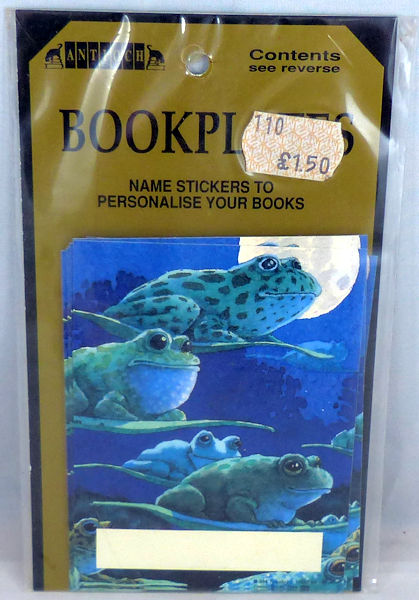 ANTIOCH
Contents
see reverse
BOOKPLATES
110
£1.50
NAME STICKERS TO
PERSONALISE YOUR BOOKS